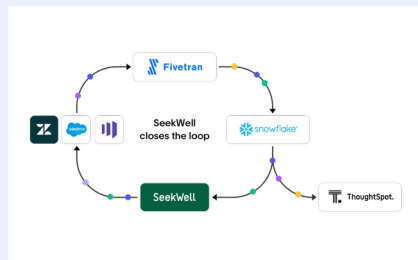 Fivetran
salesforce
SeekWell
closes the loop
snowflake®
SeekWell
ThoughtSpot.